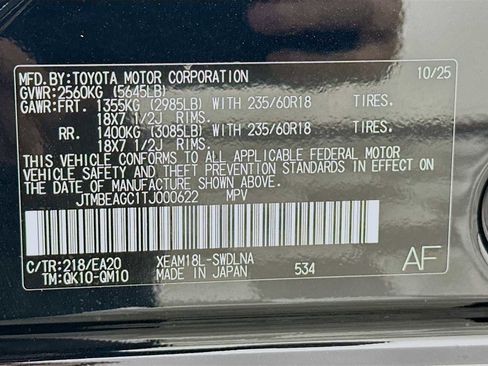 MFD. BY: TOYOTA MOTOR CORPORATION 10/25
GVWR: 2560KG (5645LB)
GAWR: FRT. 1355KG (2985LB) WITH 235/60R18 TIRES.
18X7 1/2J RIMS.
RR. 1400KG (3085LB) WITH 235/60R18 TIRES.
18X7 1/2J RIMS.
THIS VEHICLE CONFORMS TO ALL APPLICABLE FEDERAL MOTOR
VEHICLE SAFETY AND THEFT PREVENTION STANDARDS IN EFFECT
ON THE DATE OF MANUFACTURE SHOWN ABOVE.
JTMBEAGC1TJ000622 MPV
C/TR: 218/EA20 XEAM18L-SWDLNA AF
TM: QK10-QM10 MADE IN JAPAN 534